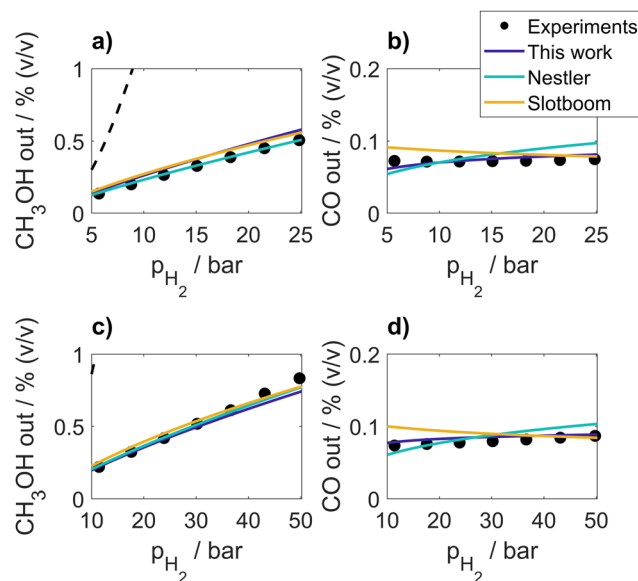 a)
b)
Experiments
This work
Nestler
Slotboom
CH3OH out / % (v/v)
1
0.5
0
5 10 15 20 25
pH2 / bar
CO out / % (v/v)
0.2
0.1
0
5 10 15 20 25
pH2 / bar
c)
d)
CH3OH out / % (v/v)
1
0.5
0
10 20 30 40 50
pH2 / bar
CO out / % (v/v)
0.2
0.1
0
10 20 30 40 50
pH2 / bar